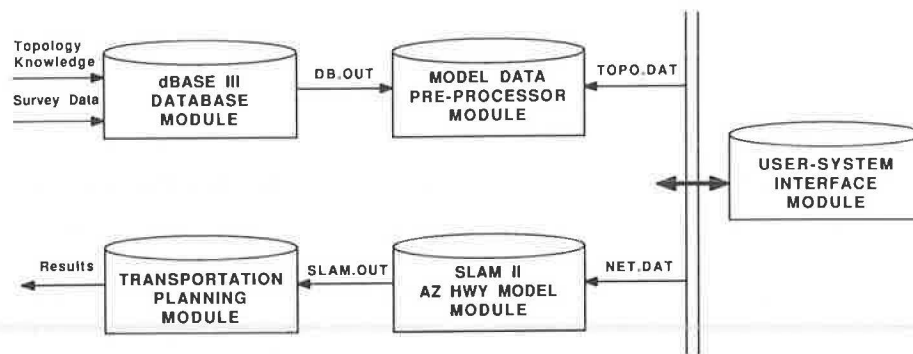 Topology
Knowledge
Survey Data
dBASE III
DATABASE
MODULE
DB.OUT
MODEL DATA
PRE-PROCESSOR
MODULE
TOPO.DAT
USER-SYSTEM
INTERFACE
MODULE
Results
TRANSPORTATION
PLANNING
MODULE
SLAM.OUT
SLAM II
AZ HWY MODEL
MODULE
NET.DAT